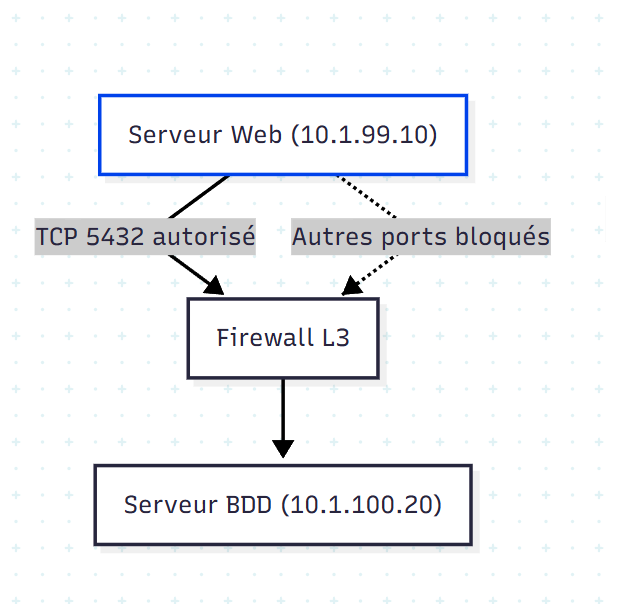 Serveur Web (10.1.99.10)
TCP 5432 autorisé
Autres ports bloqués
Firewall L3
Serveur BDD (10.1.100.20)